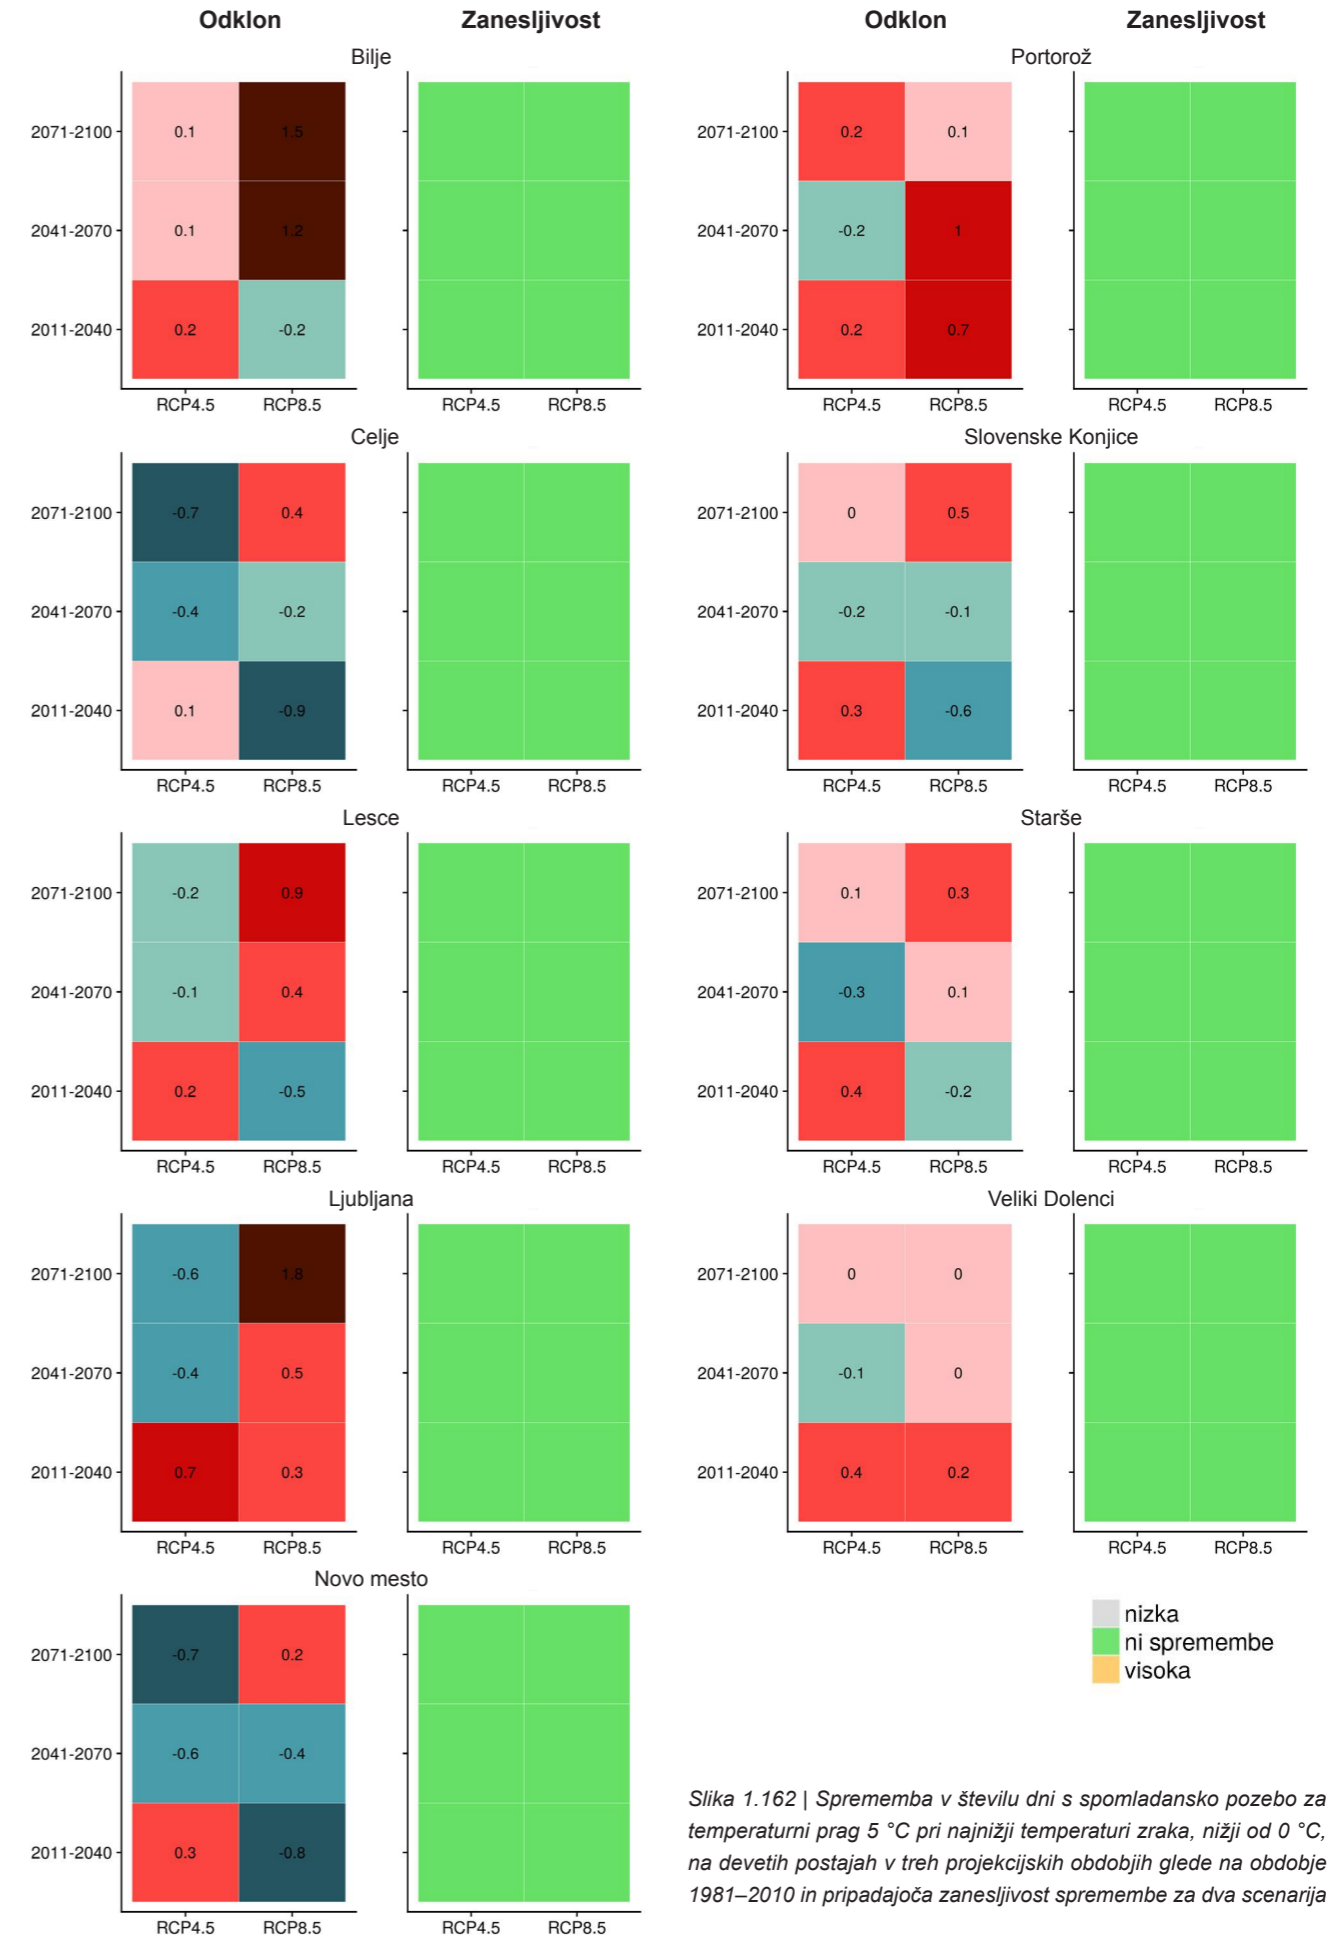 Odklon Zanesljivost Odklon Zanesljivost
Bilje
2071-2100 0.1 1.5
2041-2070 0.1 1.2
2011-2040 0.2 -0.2
RCP4.5 RCP8.5 RCP4.5 RCP8.5
Portorož
2071-2100 0.2 0.1
2041-2070 -0.2 1
2011-2040 0.2 0.7
RCP4.5 RCP8.5 RCP4.5 RCP8.5
Celje
2071-2100 -0.7 0.4
2041-2070 -0.4 -0.2
2011-2040 0.1 -0.9
RCP4.5 RCP8.5 RCP4.5 RCP8.5
Slovenske Konjice
2071-2100 0 0.5
2041-2070 -0.2 -0.1
2011-2040 0.3 -0.6
RCP4.5 RCP8.5 RCP4.5 RCP8.5
Lesce
2071-2100 -0.2 0.9
2041-2070 -0.1 0.4
2011-2040 0.2 -0.5
RCP4.5 RCP8.5 RCP4.5 RCP8.5
Starše
2071-2100 0.1 0.3
2041-2070 -0.3 0.1
2011-2040 0.4 -0.2
RCP4.5 RCP8.5 RCP4.5 RCP8.5
Ljubljana
2071-2100 -0.6 1.8
2041-2070 -0.4 0.5
2011-2040 0.7 0.3
RCP4.5 RCP8.5 RCP4.5 RCP8.5
Veliki Dolenci
2071-2100 0 0
2041-2070 -0.1 0
2011-2040 0.4 0.2
RCP4.5 RCP8.5 RCP4.5 RCP8.5
Novo mesto
2071-2100 -0.7 0.2
2041-2070 -0.6 -0.4
2011-2040 0.3 -0.8
RCP4.5 RCP8.5 RCP4.5 RCP8.5
nizka
ni spremembe
visoka
Slika 1.162 | Sprememba v številu dni s spomladansko pozebo za
temperaturni prag 5 °C pri najnižji temperaturi zraka, nižji od 0 °C,
na devetih postajah v treh projekcijskih obdobjih glede na obdobje
1981–2010 in pripadajoča zanesljivost spremembe za dva scenarija